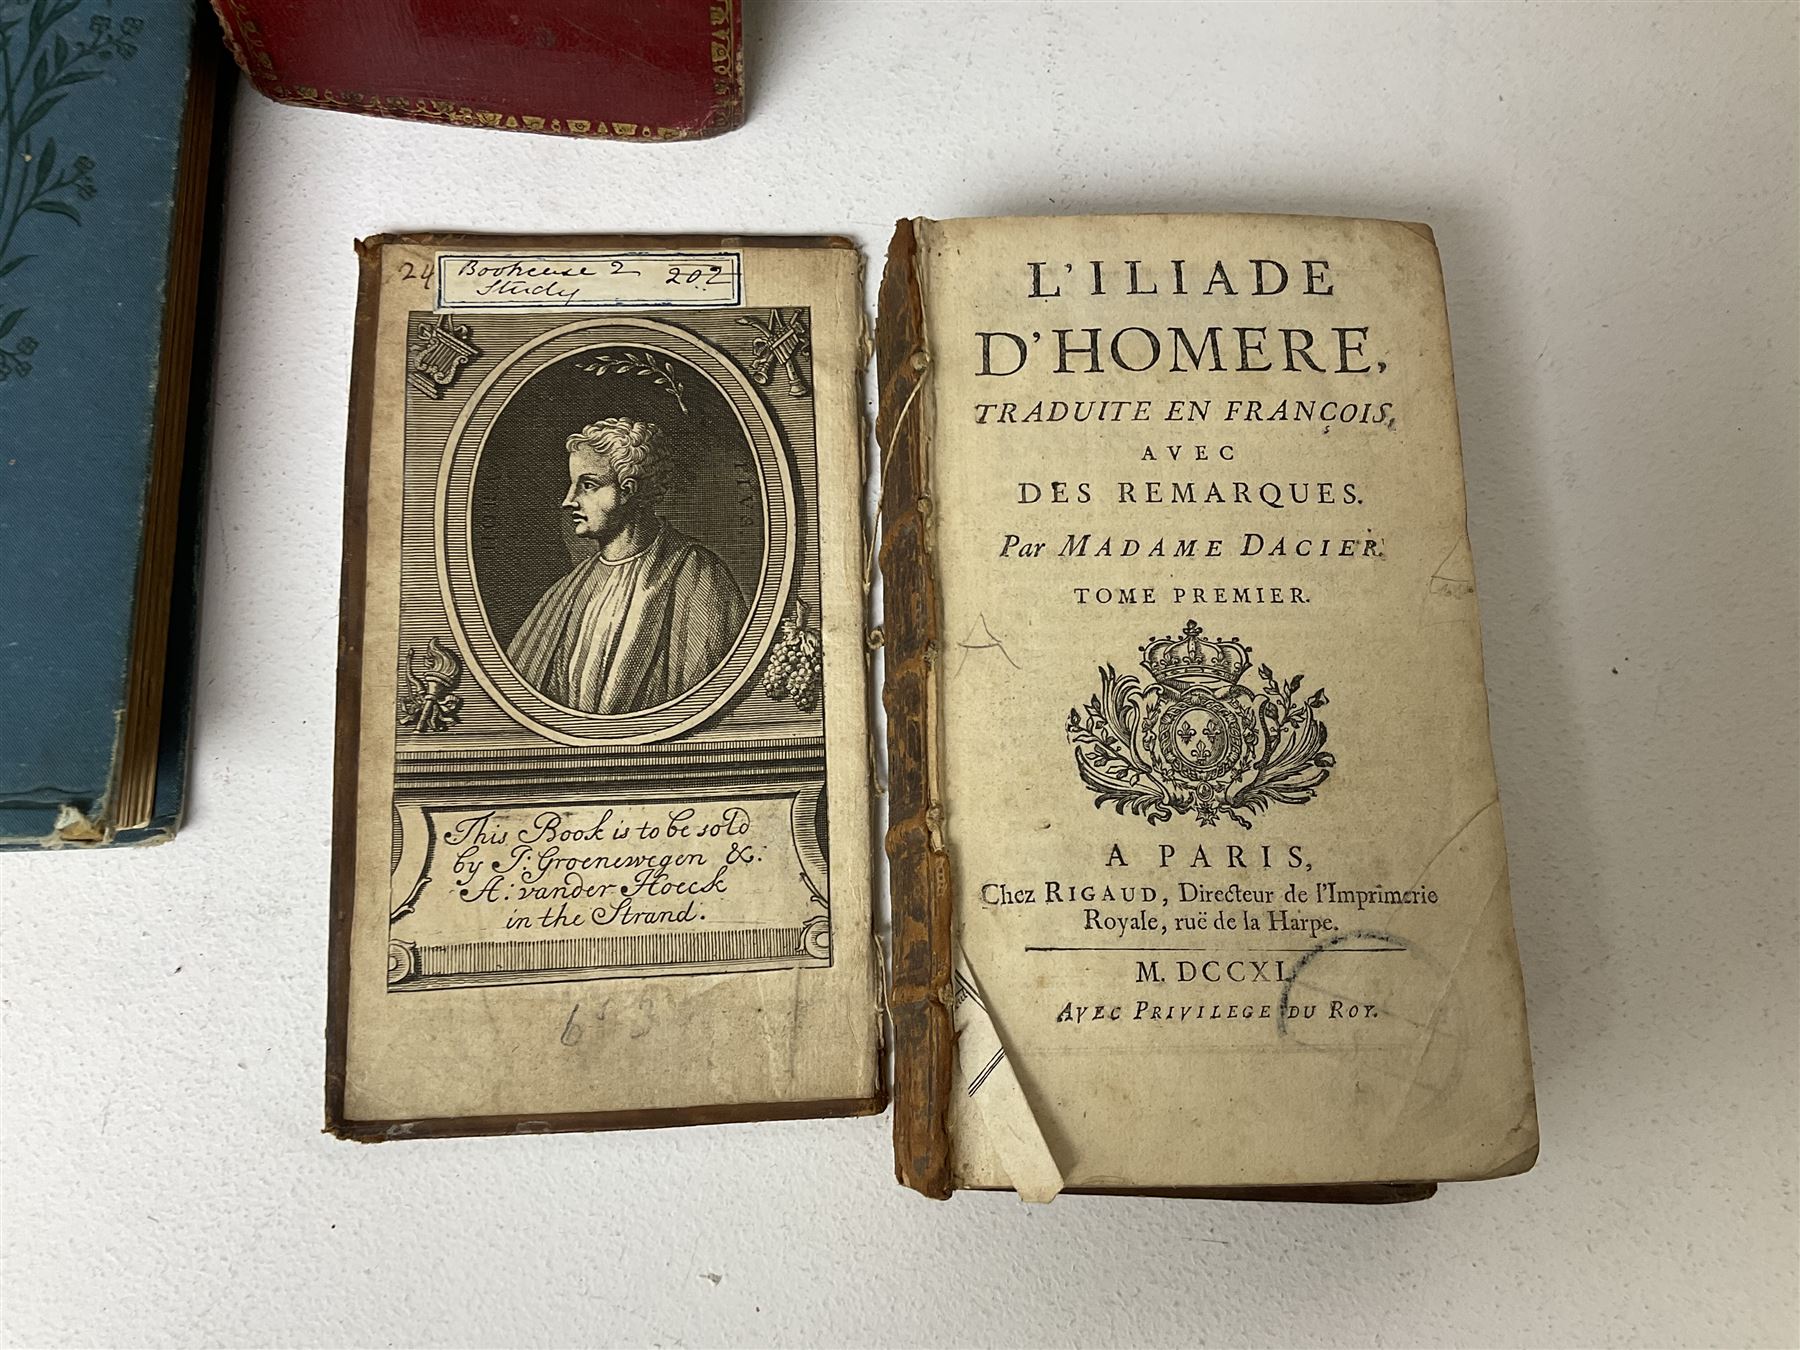 24
Bookcase 2 202
Study
HORA TIVS
This Book is to be sold
by J: Groenewegen &:
A: vander Hoeck
in the Strand.
L'ILIADE
D'HOMERE,
TRADUITE EN FRANÇOIS,
AVEC
DES REMARQUES.
Par MADAME DACIER.
TOME PREMIER.
A PARIS,
Chez RIGAUD, Directeur de l'Imprimerie
Royale, ruë de la Harpe.
M. DCCXI.
AVEC PRIVILEGE DU ROY.